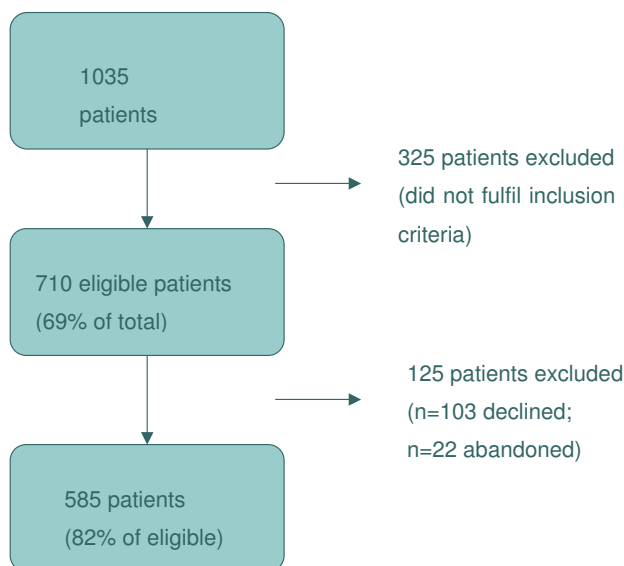 1035
patients
325 patients excluded
(did not fulfil inclusion
criteria)
710 eligible patients
(69% of total)
125 patients excluded
(n=103 declined;
n=22 abandoned)
585 patients
(82% of eligible)